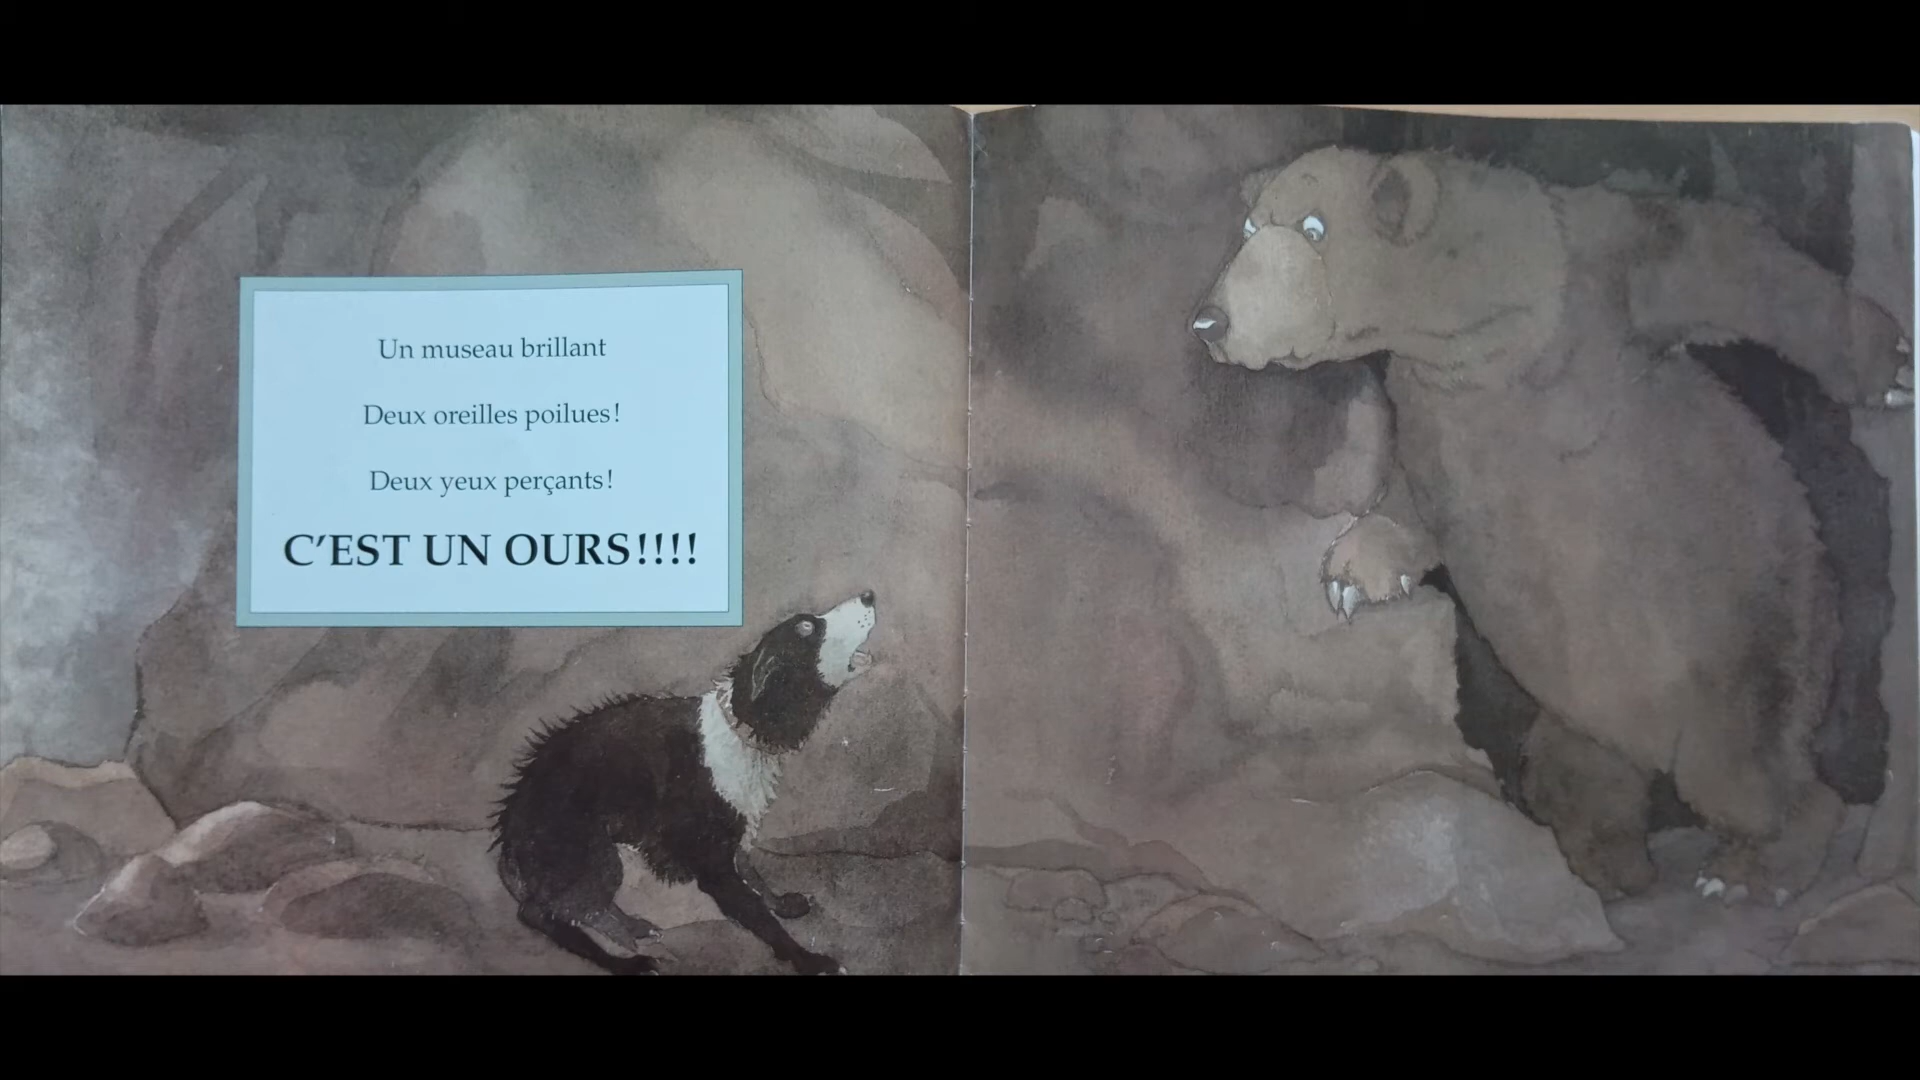 Un museau brillant
Deux oreilles poilues!
Deux yeux perçants!
C'EST UN OURS!!!!